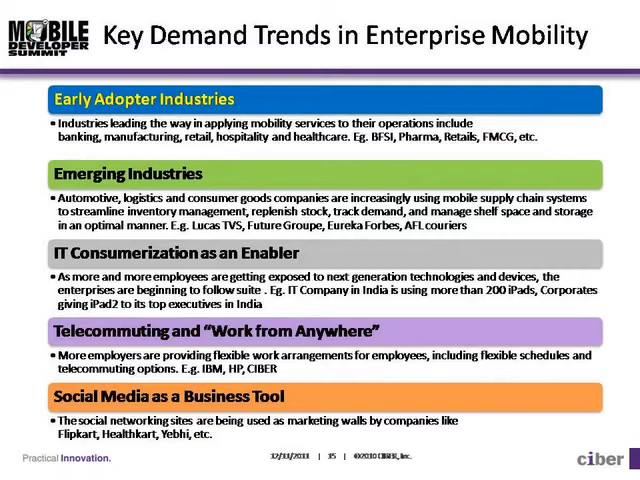 MOBILE
DEVELOPER
SUMMIT
Key Demand Trends in Enterprise Mobility
Early Adopter Industries
• Industries leading the way in applying mobility services to their operations include
banking, manufacturing, retail, hospitality and healthcare. Eg. BFSI, Pharma, Retails, FMCG, etc.
Emerging Industries
• Automotive, logistics and consumer goods companies are increasingly using mobile supply chain systems
to streamline inventory management, replenish stock, track demand, and manage shelf space and storage
in an optimal manner. E.g. Lucas TVS, Future Groupe, Eureka Forbes, AFL couriers
IT Consumerization as an Enabler
• As more and more employees are getting exposed to next generation technologies and devices, the
enterprises are beginning to follow suite . Eg. IT Company in India is using more than 200 iPads, Corporates
giving iPad2 to its top executives in India
Telecommuting and “Work from Anywhere”
• More employers are providing flexible work arrangements for employees, including flexible schedules and
telecommuting options. E.g. IBM, HP, CIBER
Social Media as a Business Tool
• The social networking sites are being used as marketing walls by companies like
Flipkart, Healthkart, Yebhi, etc.
Practical Innovation.
| ©2010 CIBER, Inc.
ciber